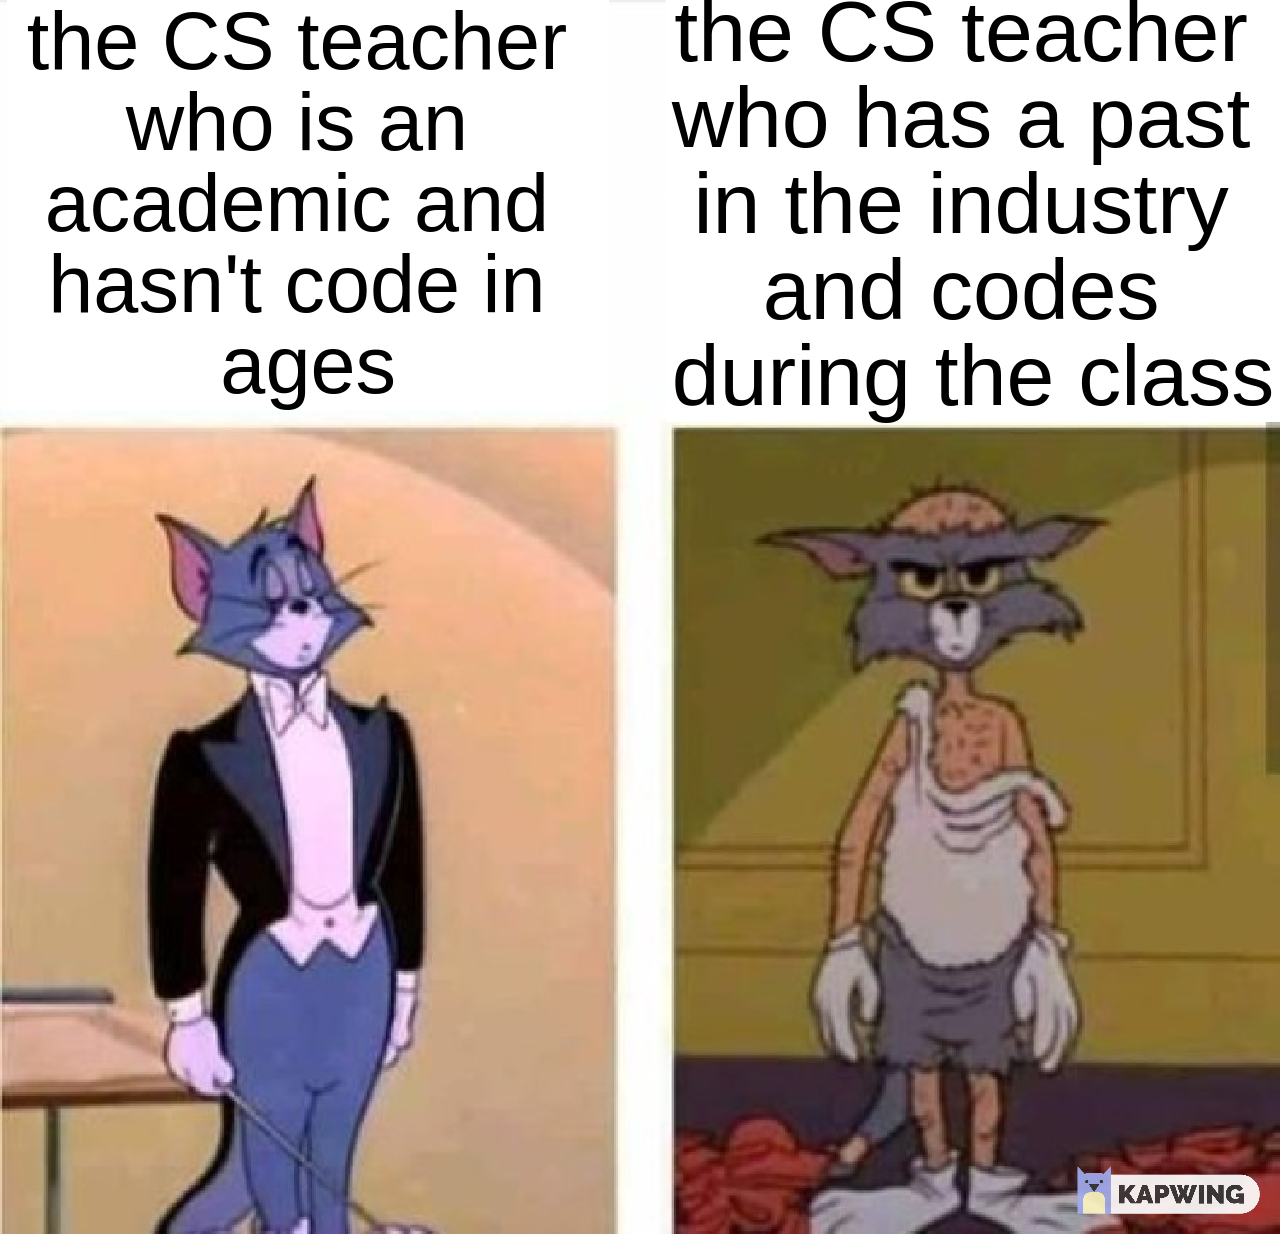 the CS teacher
who is an
academic and
hasn't code in
ages
the CS teacher
who has a past
in the industry
and codes
during the class
KAPWING